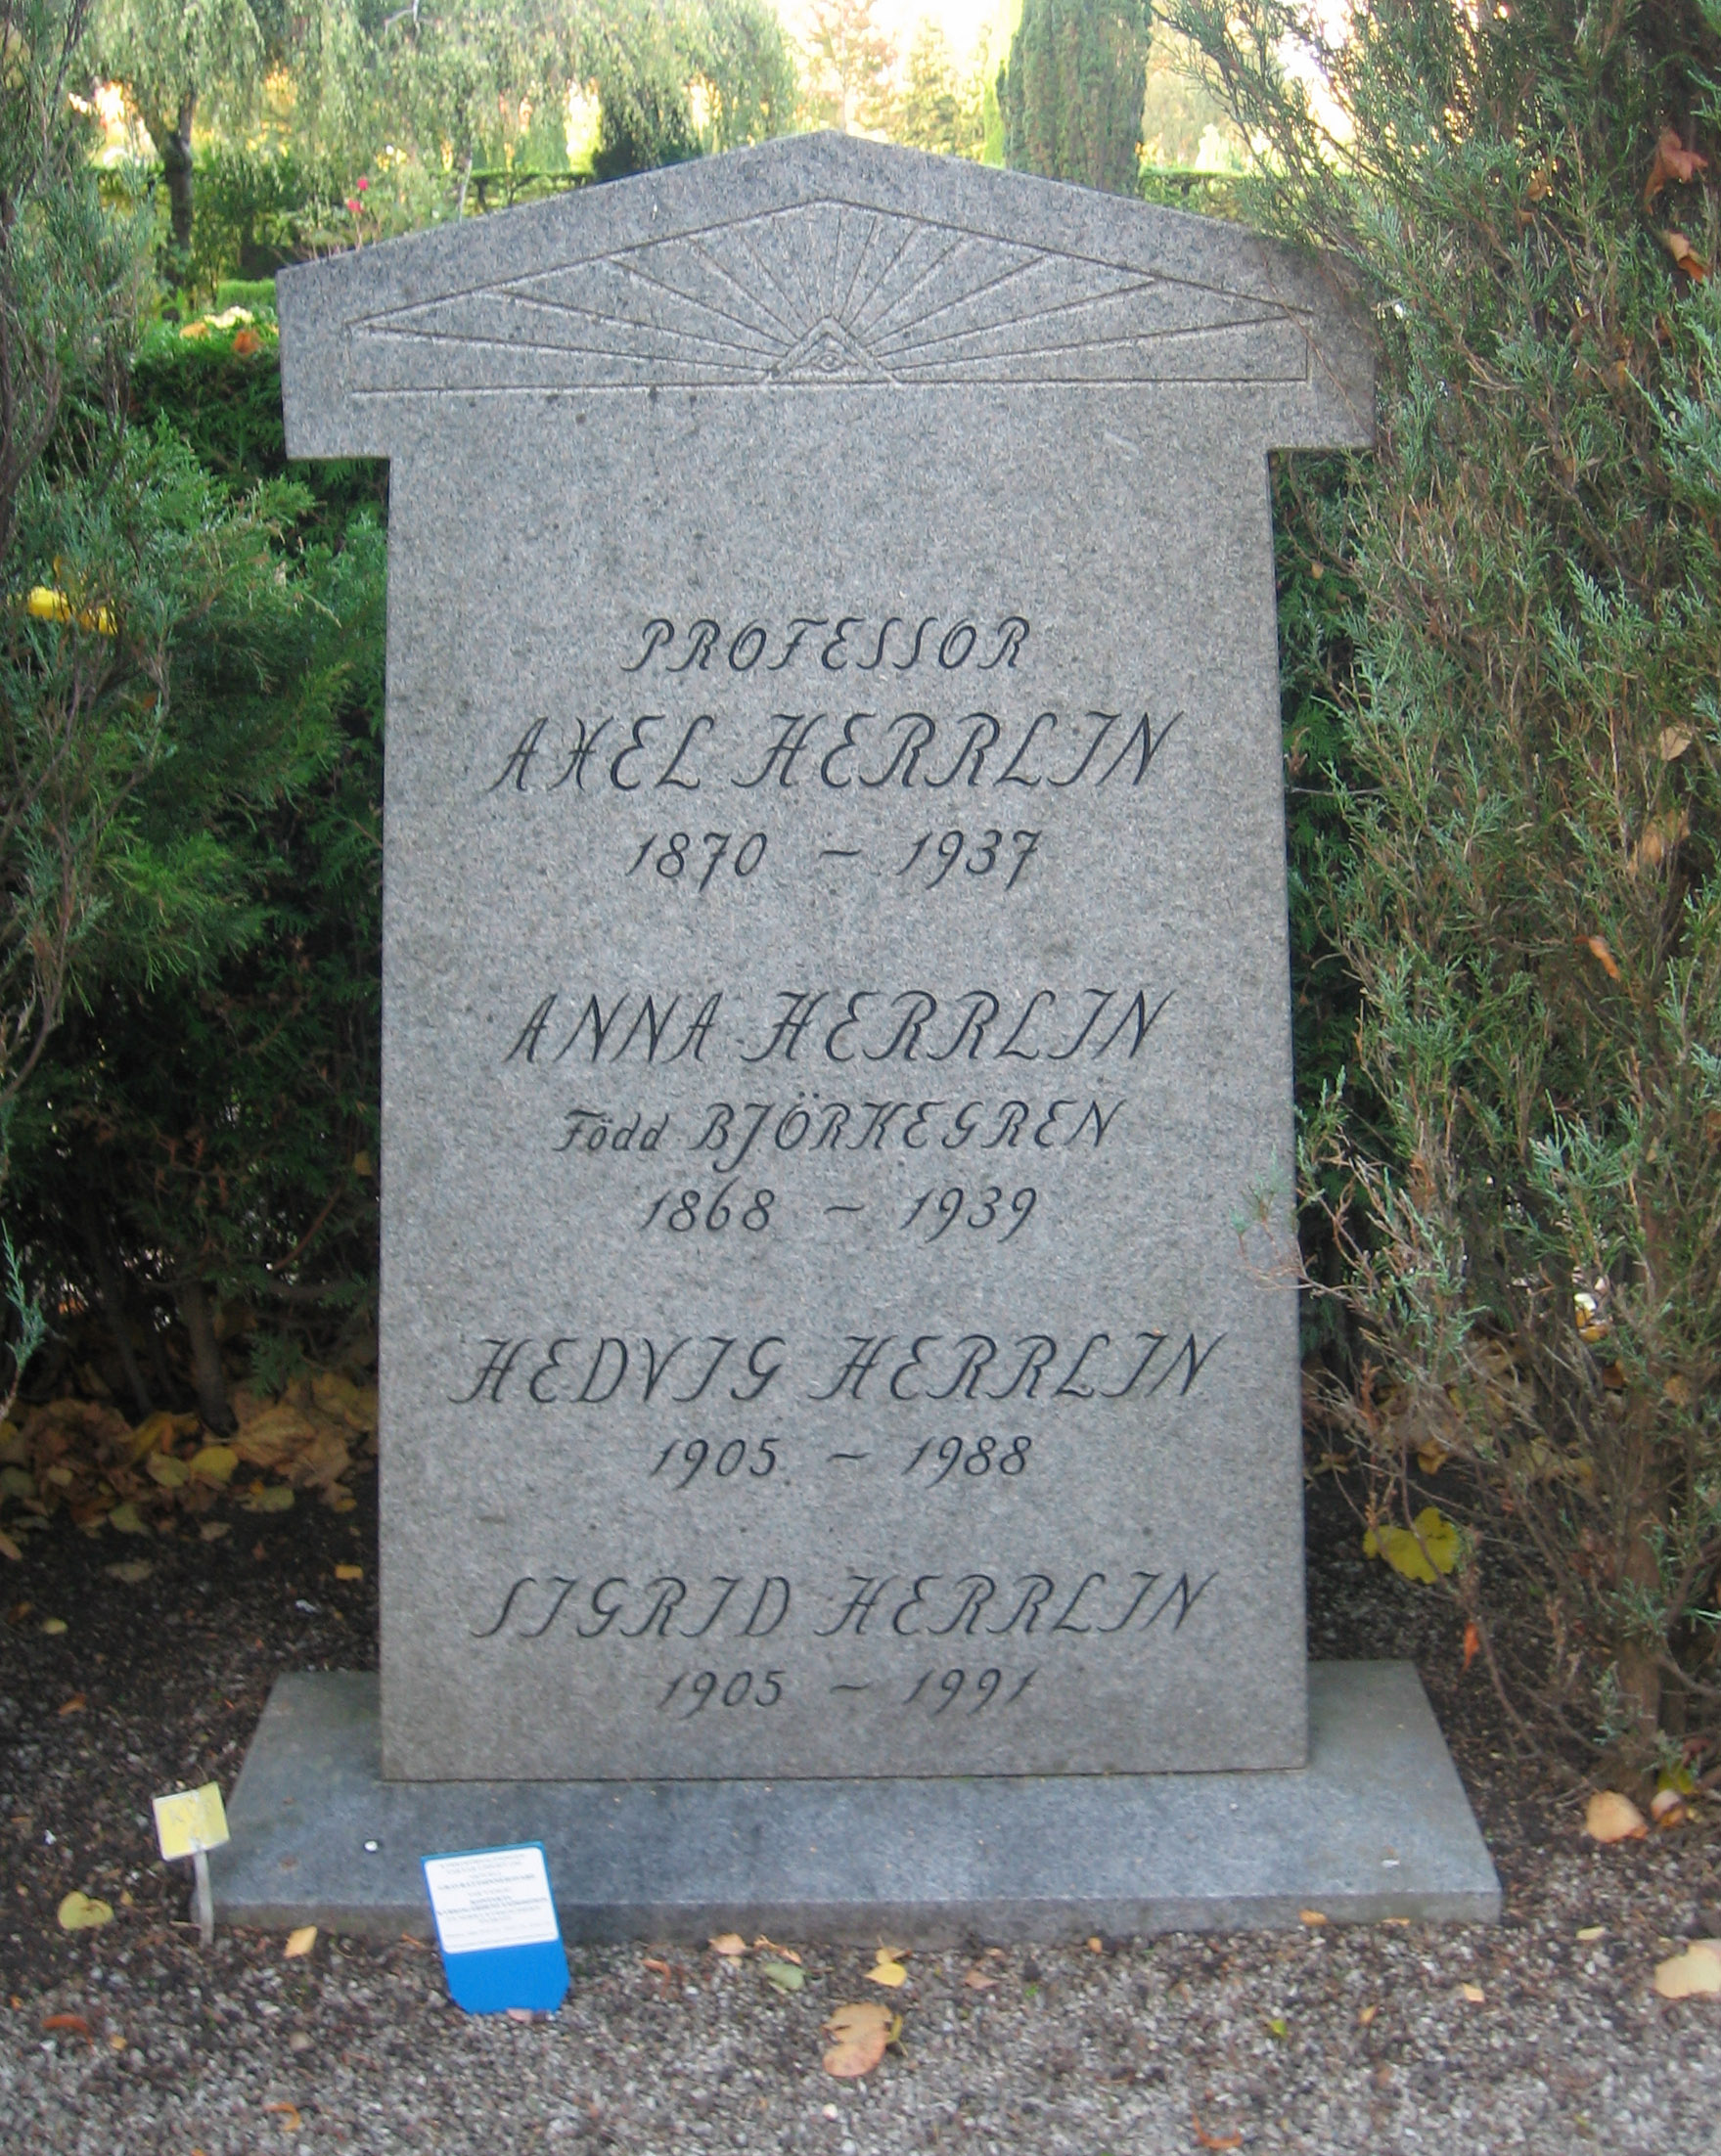 PROFESSOR
AXEL HERRLIN
1870 – 1937
ANNA HERRLIN
Född BJÖRKEGREN
1868 – 1939
HEDVIG HERRLIN
1905 – 1988
SIGRID HERRLIN
1905 – 1991